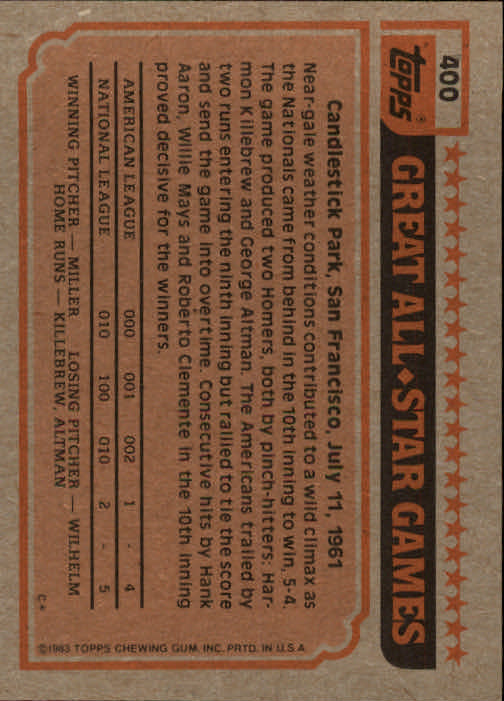 400
topps®
GREAT ALL◆STAR GAMES
Candlestick Park, San Francisco, July 11, 1961
Near-gale weather conditions contributed to a wild climax as
the Nationals came from behind in the 10th inning to win, 5-4.
The game produced two Homers, both by pinch-hitters: Har-
mon Killebrew and George Altman. The Americans trailed by
two runs entering the ninth inning but rallied to tie the score
and send the game into overtime. Consecutive hits by Hank
Aaron, Willie Mays and Roberto Clemente in the 10th inning
proved decisive for the winners.
AMERICAN LEAGUE 000 001 002 1 - 4
NATIONAL LEAGUE 010 100 010 2 - 5
WINNING PITCHER — MILLER LOSING PITCHER — WILHELM
HOME RUNS — KILLEBREW, ALTMAN
C*
©1983 TOPPS CHEWING GUM, INC. PRTD. IN U.S.A.